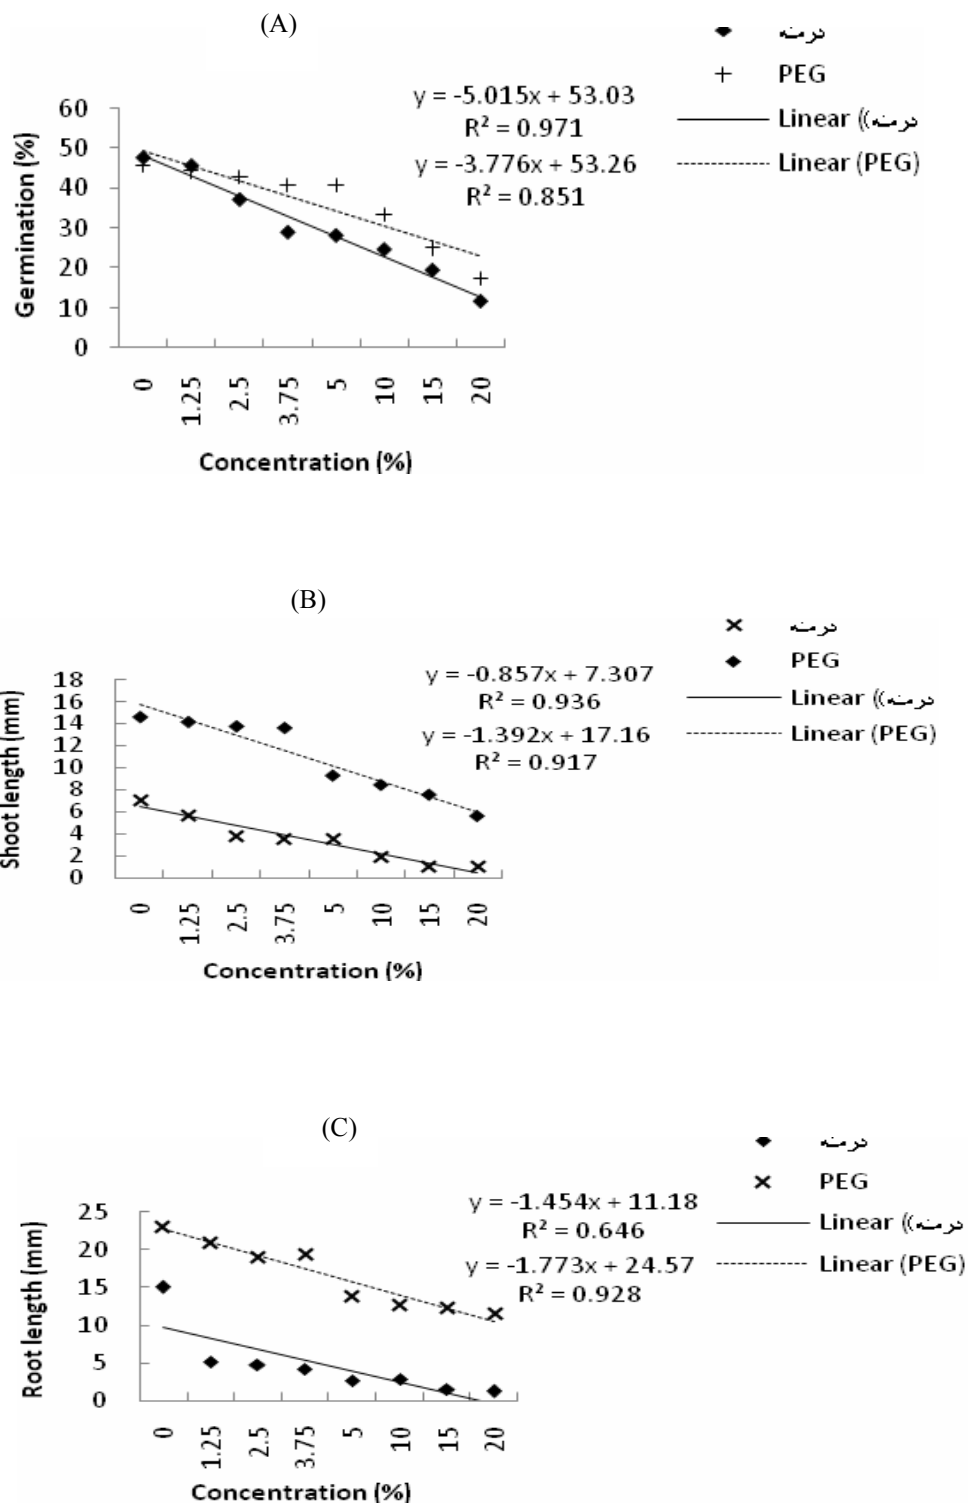 (A)
درمنه
PEG
Linear (درمنه)
Linear (PEG)
y = -5.015x + 53.03
R² = 0.971
y = -3.776x + 53.26
R² = 0.851
Germination (%)
60
50
40
30
20
10
0
0 1.25 2.5 3.75 5 10 15 20
Concentration (%)
(B)
درمنه
PEG
Linear (درمنه)
Linear (PEG)
y = -0.857x + 7.307
R² = 0.936
y = -1.392x + 17.16
R² = 0.917
Shoot length (mm)
18
16
14
12
10
8
6
4
2
0
0 1.25 2.5 3.75 5 10 15 20
Concentration (%)
(C)
درمنه
PEG
Linear (درمنه)
Linear (PEG)
y = -1.454x + 11.18
R² = 0.646
y = -1.773x + 24.57
R² = 0.928
Root length (mm)
25
20
15
10
5
0
0 1.25 2.5 3.75 5 10 15 20
Concentration (%)